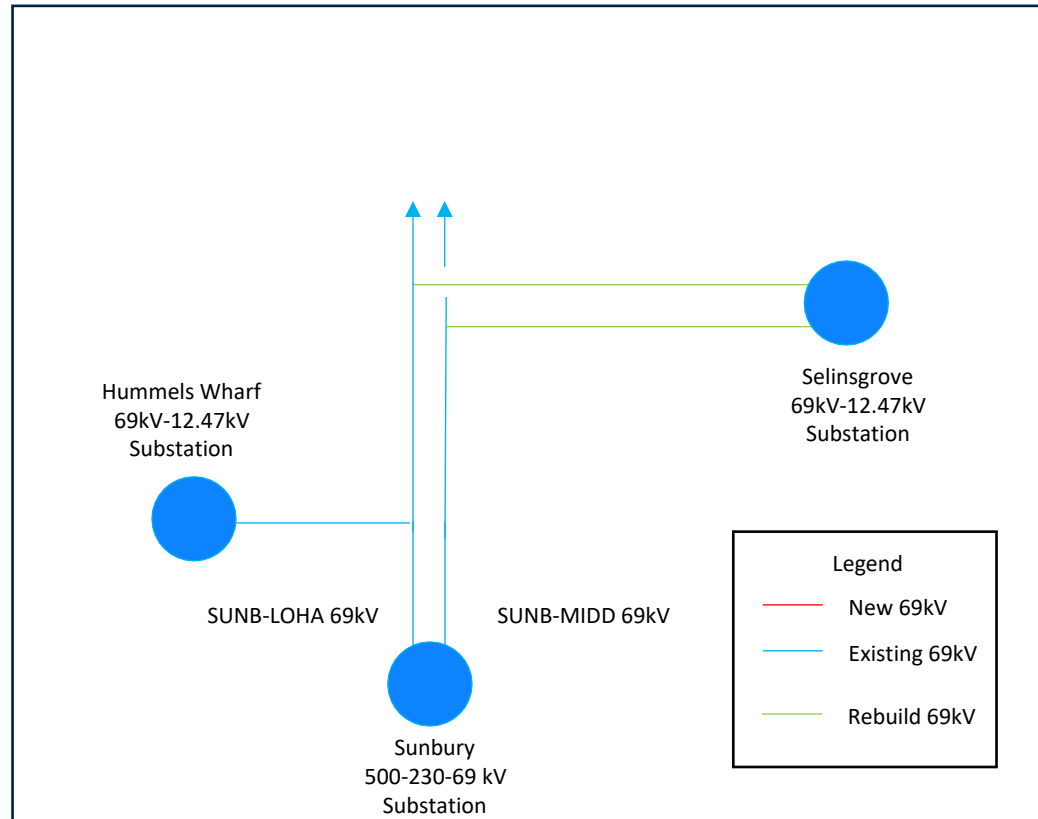 Hummels Wharf
69kV-12.47kV
Substation
Selinsgrove
69kV-12.47kV
Substation
SUNB-LOHA 69kV
SUNB-MIDD 69kV
Sunbury
500-230-69 kV
Substation
Legend
New 69kV
Existing 69kV
Rebuild 69kV